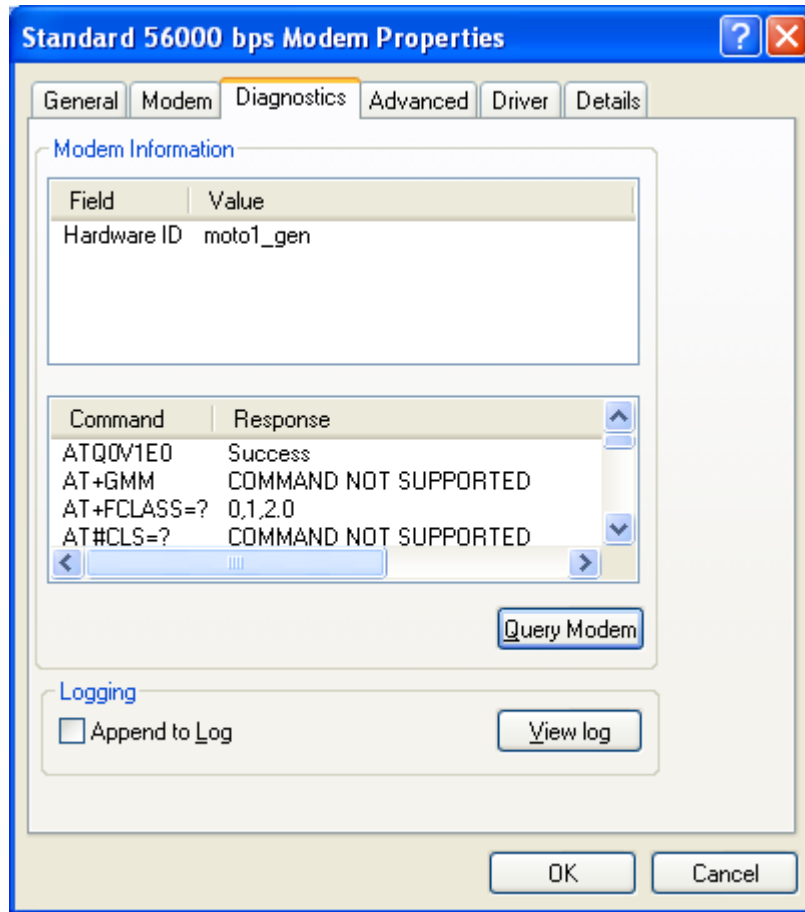 Standard 56000 bps Modem Properties
General Modem Diagnostics Advanced Driver Details
Modem Information
Field Value
Hardware ID moto1_gen
Command Response
ATQ0V1E0 Success
AT+GMM COMMAND NOT SUPPORTED
AT+FCLASS=? 0,1,2.0
AT#CLS=? COMMAND NOT SUPPORTED
Query Modem
Logging
Append to Log View log
OK Cancel